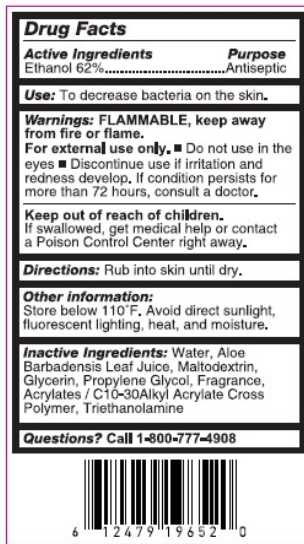 Drug Facts
Active Ingredients Purpose
Ethanol 62%..............................Antiseptic
Use: To decrease bacteria on the skin.
Warnings: FLAMMABLE, keep away
from fire or flame.
For external use only. ■ Do not use in the
eyes ■ Discontinue use if irritation and
redness develop. If condition persists for
more than 72 hours, consult a doctor.
Keep out of reach of children.
If swallowed, get medical help or contact
a Poison Control Center right away.
Directions: Rub into skin until dry.
Other information:
Store below 110°F. Avoid direct sunlight,
fluorescent lighting, heat, and moisture.
Inactive Ingredients: Water, Aloe
Barbadensis Leaf Juice, Maltodextrin,
Glycerin, Propylene Glycol, Fragrance,
Acrylates / C10-30Alkyl Acrylate Cross
Polymer, Triethanolamine
Questions? Call 1-800-777-4908
6 12479 19652 0